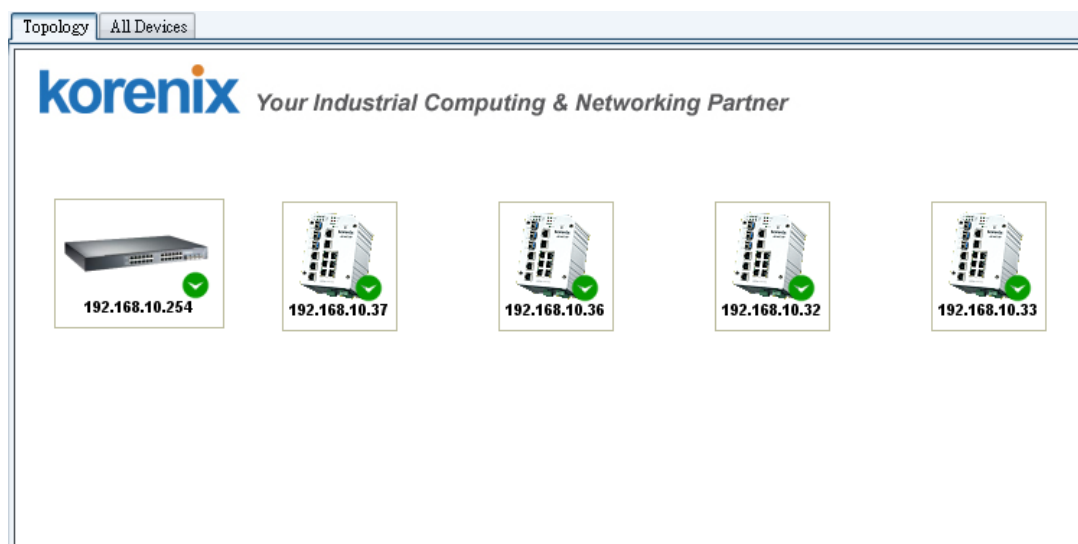 Topology
All Devices
korenix Your Industrial Computing & Networking Partner
192.168.10.254
192.168.10.37
192.168.10.36
192.168.10.32
192.168.10.33